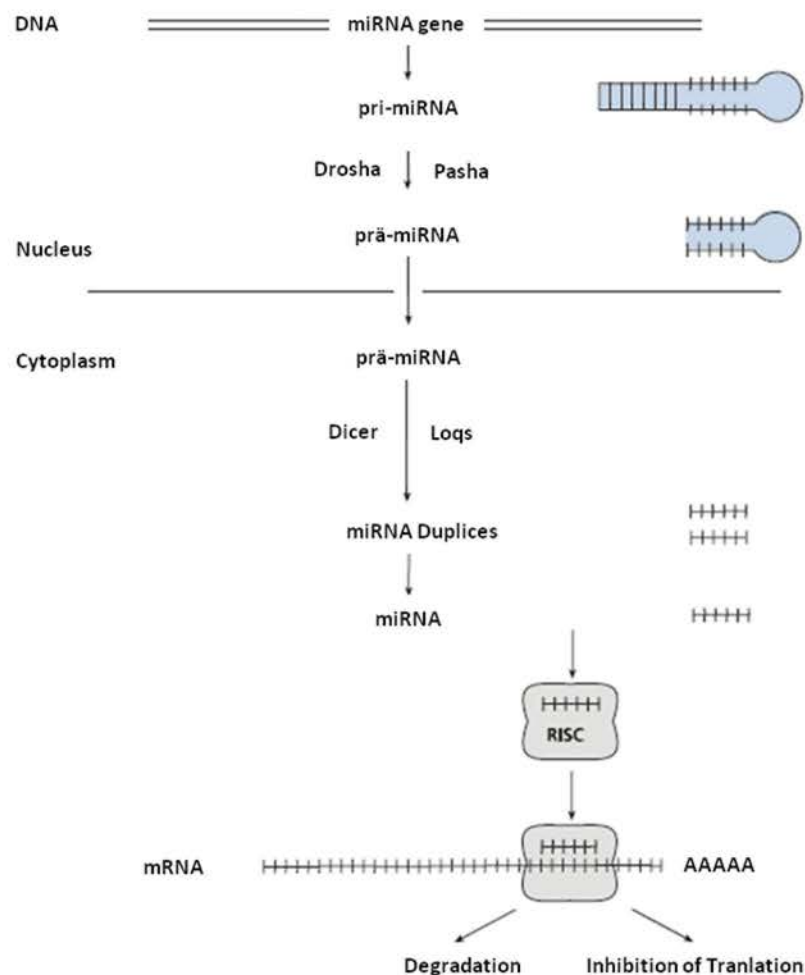 DNA miRNA gene
pri-miRNA
Drosha Pasha
prä-miRNA
Nucleus
Cytoplasm
prä-miRNA
Dicer Loqs
miRNA Duplices
miRNA
RISC
mRNA AAAAA
Degradation Inhibition of Tranlation